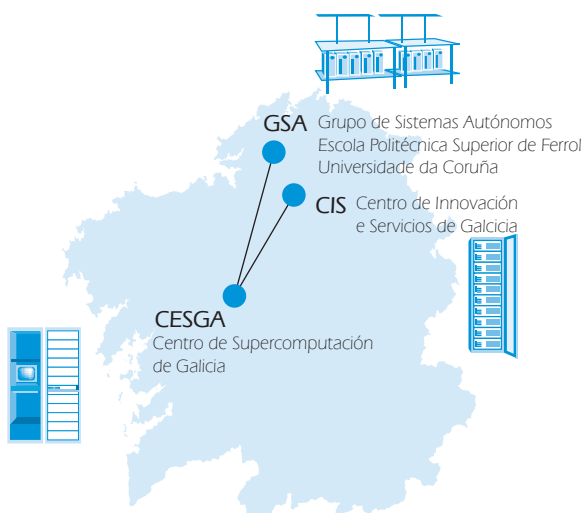 GSA Grupo de Sistemas Autónomos
Escola Politécnica Superior de Ferrol
Universidade da Coruña
CIS Centro de Innovación
e Servicios de Galcicia
CESGA
Centro de Supercomputación
de Galicia